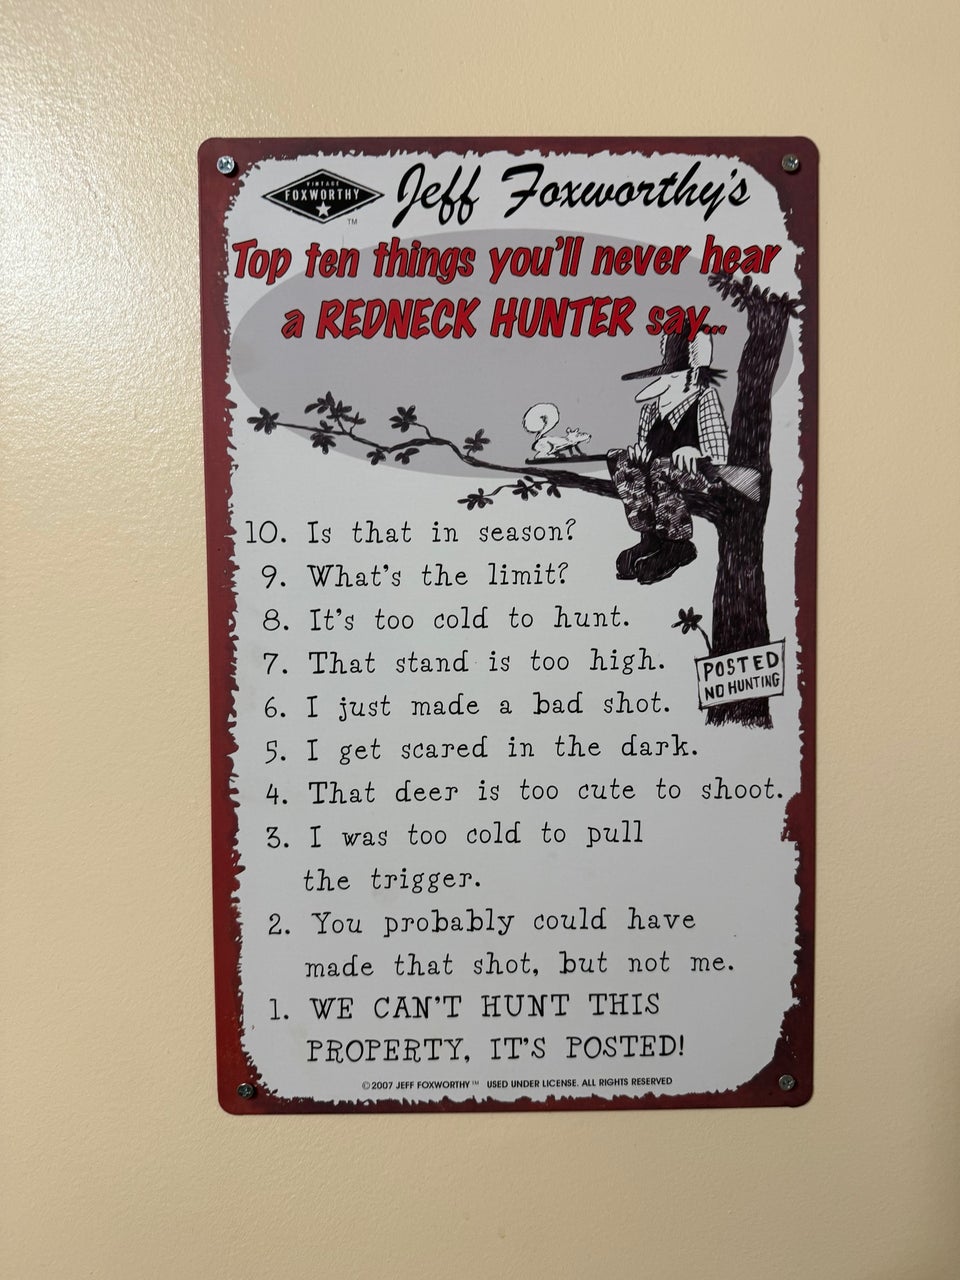 VINTAGE
FOXWORTHY
TM
Jeff Foxworthy's
Top ten things you'll never hear
a REDNECK HUNTER say...
10. Is that in season?
9. What's the limit?
8. It's too cold to hunt.
7. That stand is too high.
POSTED
NO HUNTING
6. I just made a bad shot.
5. I get scared in the dark.
4. That deer is too cute to shoot.
3. I was too cold to pull
the trigger.
2. You probably could have
made that shot, but not me.
1. WE CAN'T HUNT THIS
PROPERTY, IT'S POSTED!
©2007 JEFF FOXWORTHY™ USED UNDER LICENSE. ALL RIGHTS RESERVED